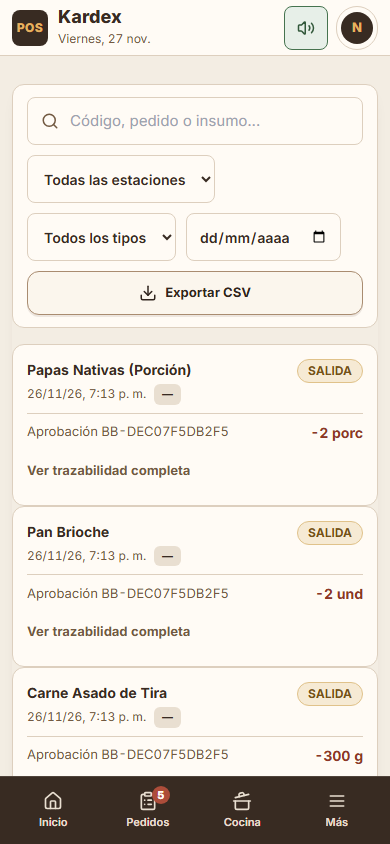 POS
Kardex
Viernes, 27 nov.
N
Código, pedido o insumo...
Todas las estaciones
Todos los tipos
dd/mm/aaaa
Exportar CSV
Papas Nativas (Porción)
SALIDA
26/11/26, 7:13 p. m. —
Aprobación BB-DEC07F5DB2F5
-2 porc
Ver trazabilidad completa
Pan Brioche
SALIDA
26/11/26, 7:13 p. m. —
Aprobación BB-DEC07F5DB2F5
-2 und
Ver trazabilidad completa
Carne Asado de Tira
SALIDA
26/11/26, 7:13 p. m. —
Aprobación BB-DEC07F5DB2F5
-300 g
Inicio
5
Pedidos
Cocina
Más